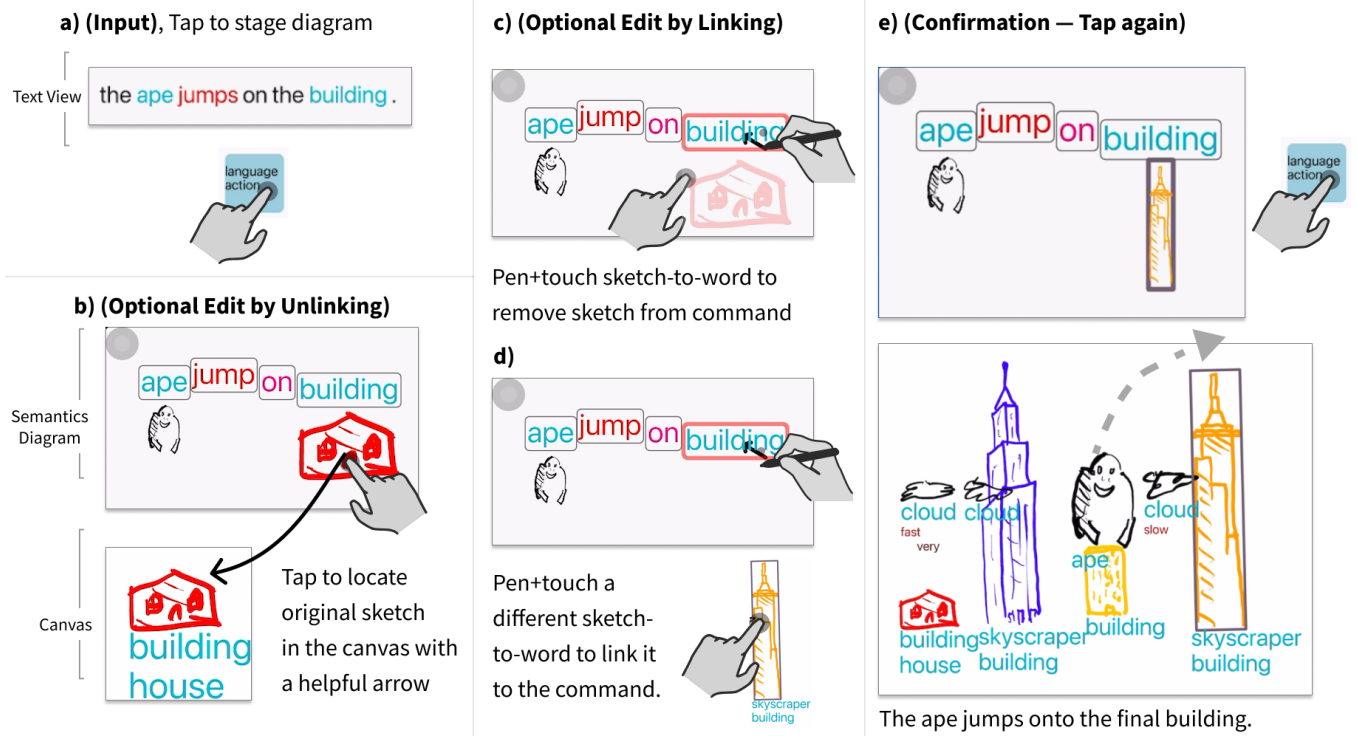 a) (Input), Tap to stage diagram
Text View
the ape jumps on the building .
language
action
b) (Optional Edit by Unlinking)
Semantics
Diagram
ape jump on building
Canvas
building
house
Tap to locate
original sketch
in the canvas with
a helpful arrow
c) (Optional Edit by Linking)
ape jump on building
Pen+touch sketch-to-word to
remove sketch from command
d)
ape jump on building
Pen+touch a
different sketch-
to-word to link it
to the command.
skyscraper
building
e) (Confirmation — Tap again)
ape jump on building
language
action
cloud
fast
very
cloud
cloud
slow
ape
building
house
skyscraper
building
building
skyscraper
building
The ape jumps onto the final building.